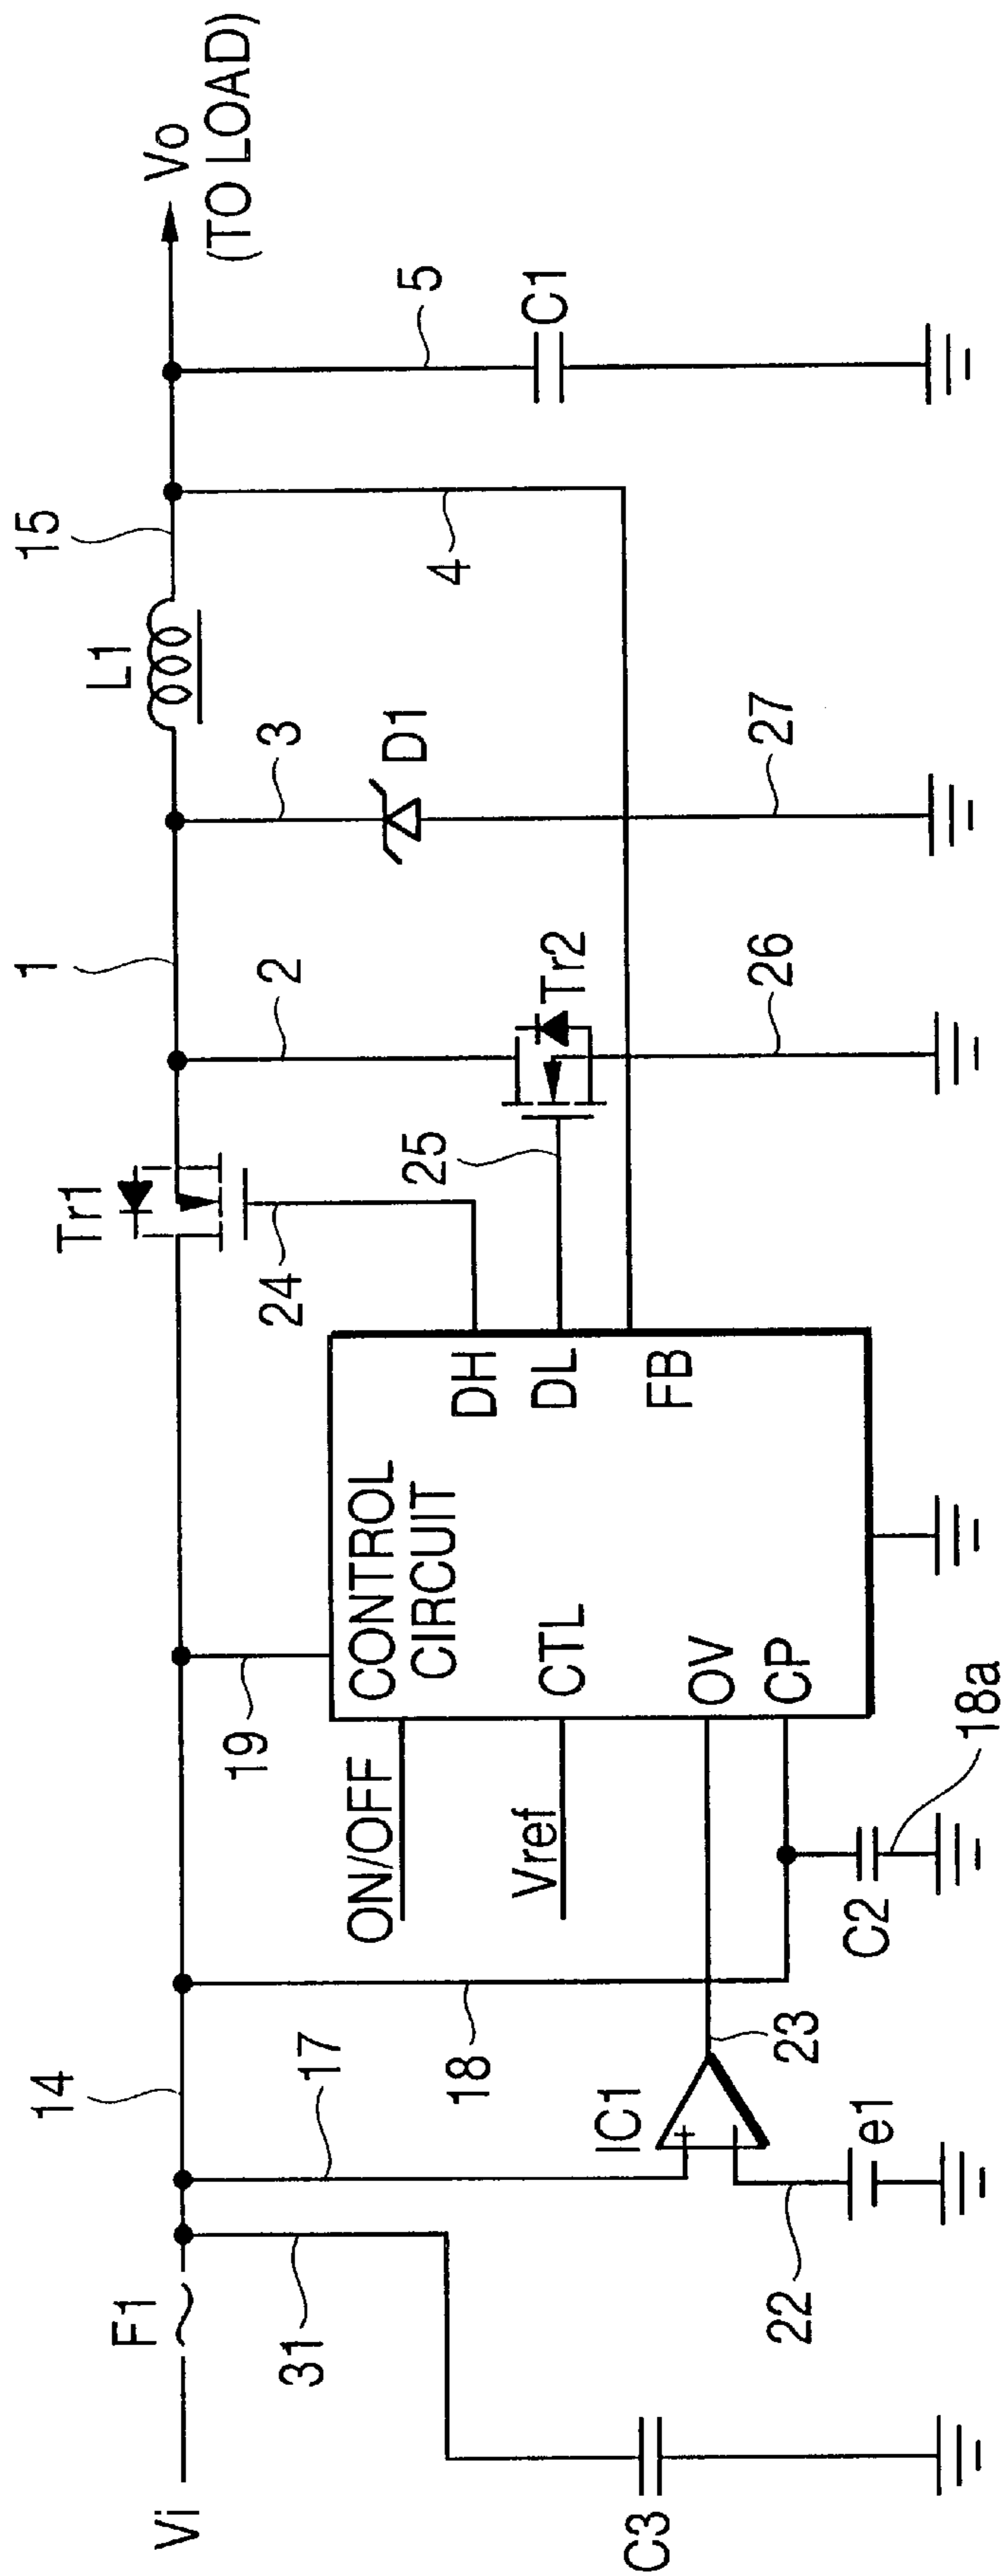 Vi
F1
31
C3
14
17
IC1
22
e1
23
18
C2
18a
19
ON/OFF
Vref
CONTROL
CIRCUIT
CTL
OV
CP
DH
DL
FB
Tr1
24
25
1
2
Tr2
26
3
D1
27
L1
15
4
5
C1
Vo
(TO LOAD)